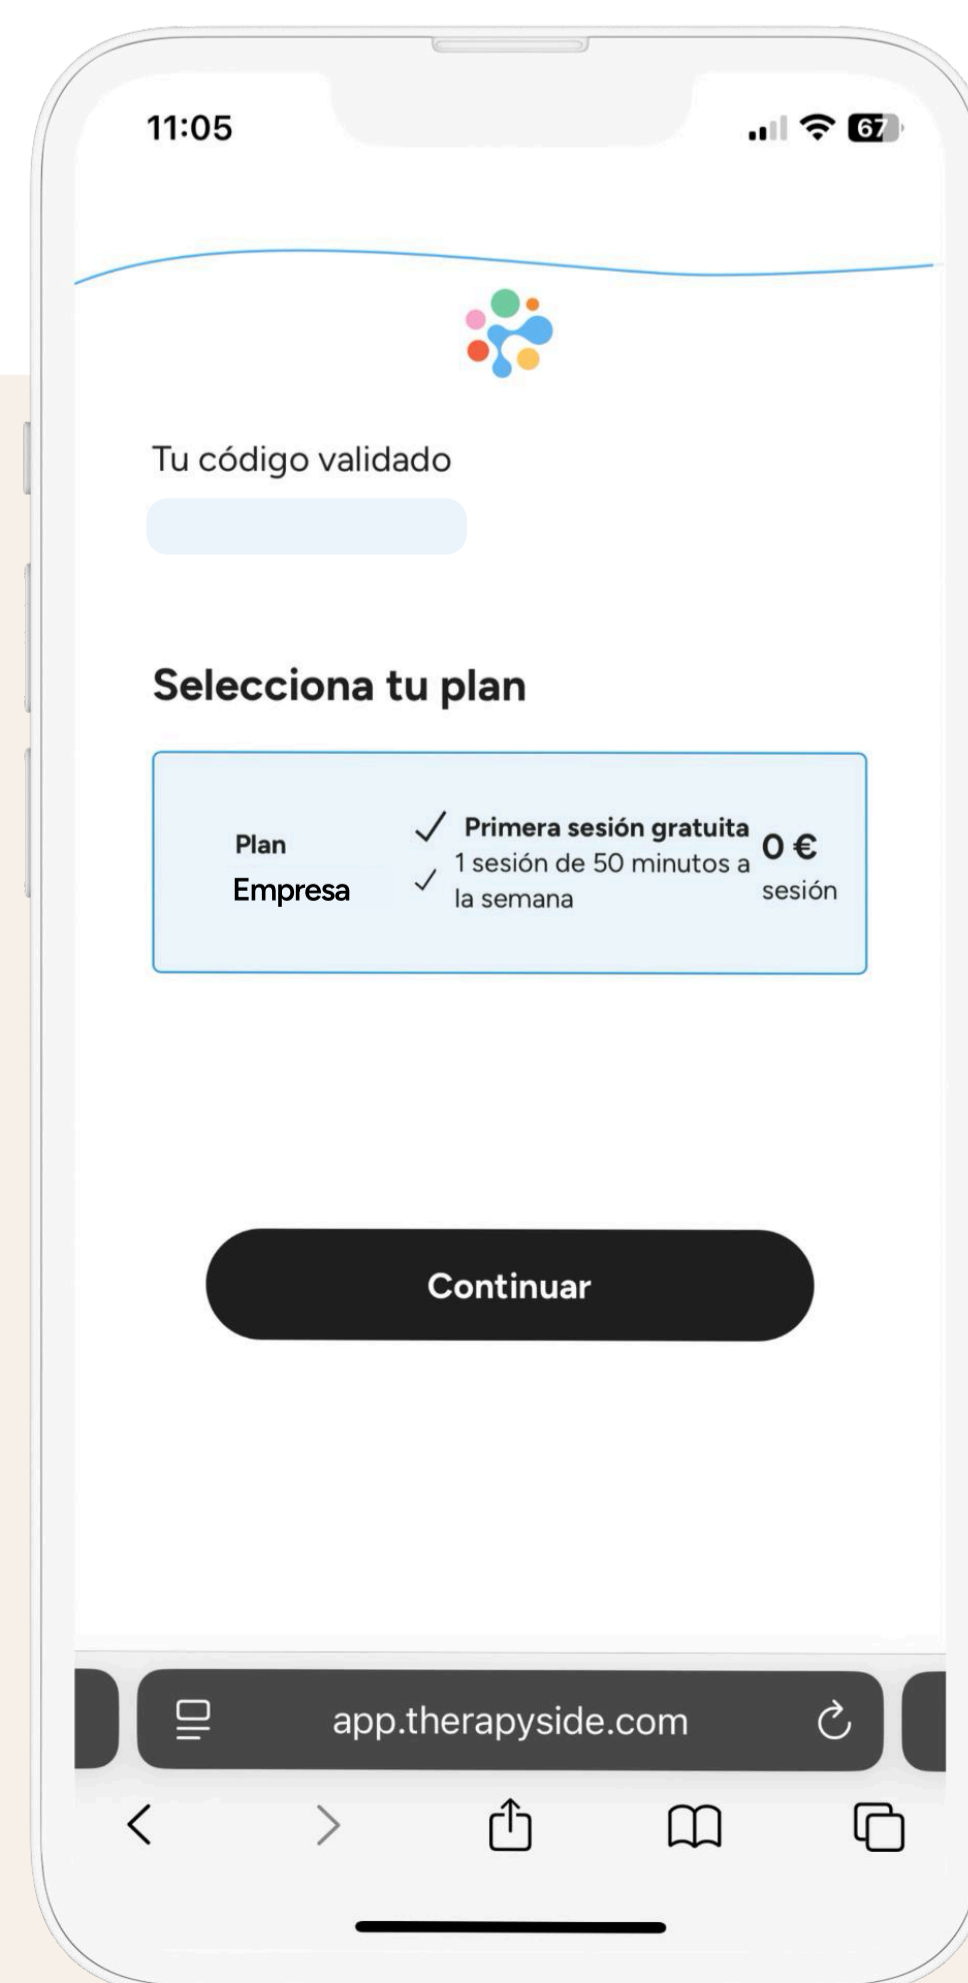 11:05
67
Tu código validado
Selecciona tu plan
Plan
Empresa
Primera sesión gratuita
1 sesión de 50 minutos a
la semana
0 €
sesión
Continuar
app.therapyside.com